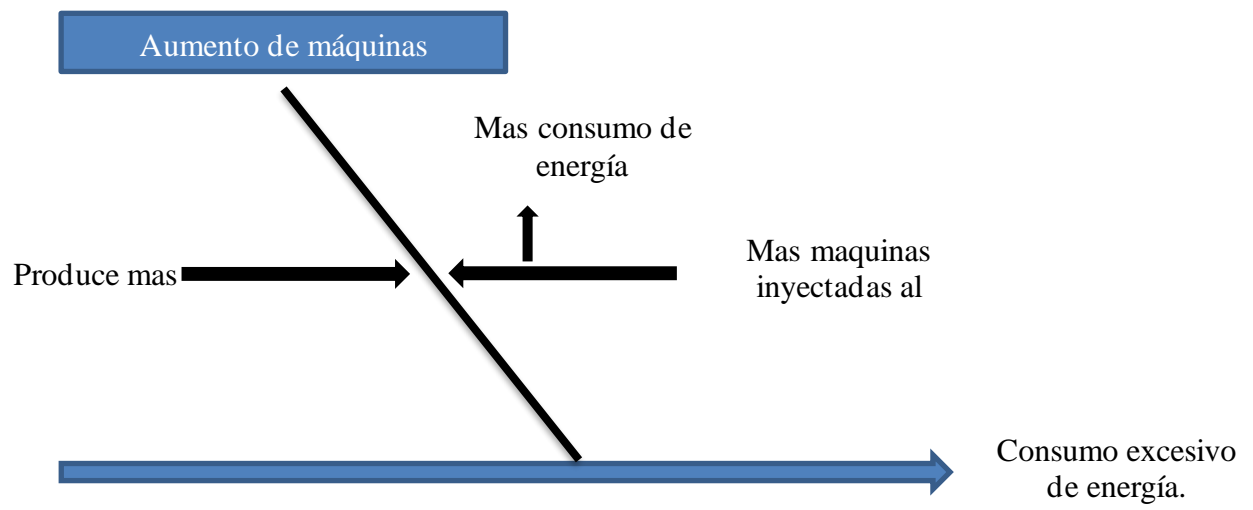 Aumento de máquinas
Mas consumo de
energía
Produce mas
Mas maquinas
inyectadas al
Consumo excesivo
de energía.